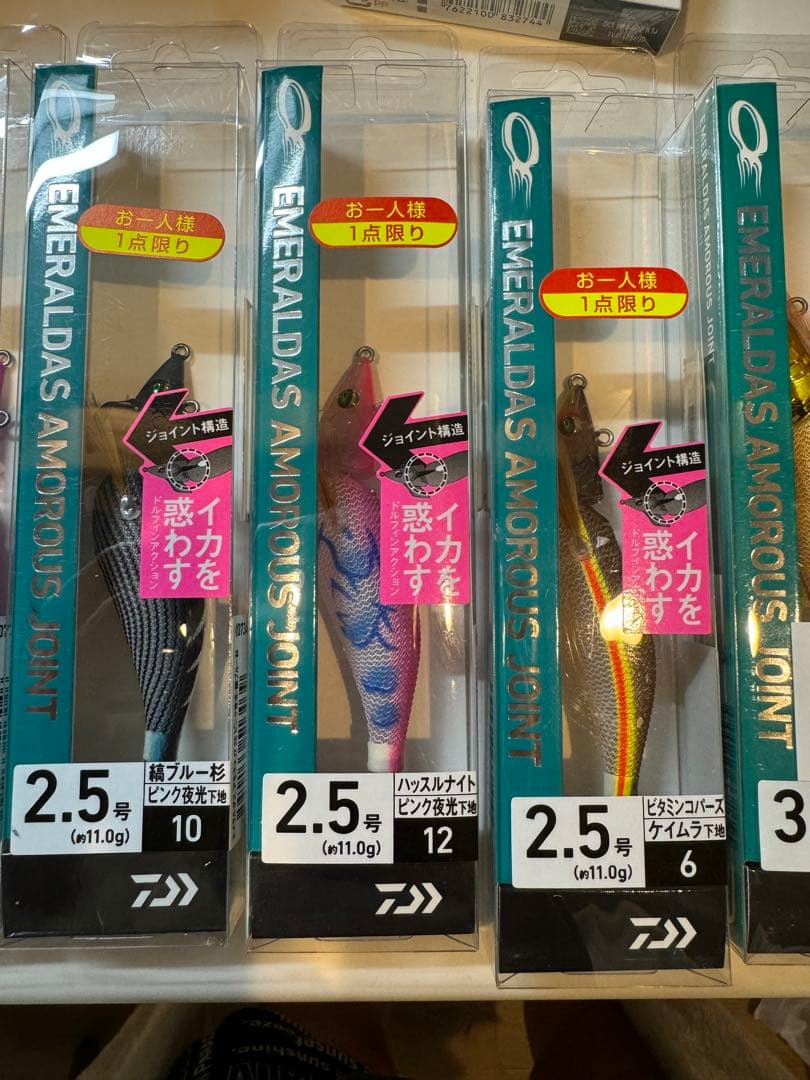 7622100 832744
PP
EMERALDAS AMOROUS JOINT
お一人様
1点限り
ジョイント構造
イカを
惑わす
ドルフィンアクション
2.5号
(約11.0g)
縞ブルー杉
ピンク夜光下地
10
EMERALDAS AMOROUS JOINT
お一人様
1点限り
ジョイント構造
イカを
惑わす
ドルフィンアクション
2.5号
(約11.0g)
ハッスルナイト
ピンク夜光下地
12
EMERALDAS AMOROUS JOINT
お一人様
1点限り
ジョイント構造
イカを
惑わす
ドルフィンアクション
2.5号
(約11.0g)
ビタミンコパーズ
ケイムラ下地
6
EMERALDAS AMOROUS JOINT
EMERALDAS AMOROUS JOINT
3